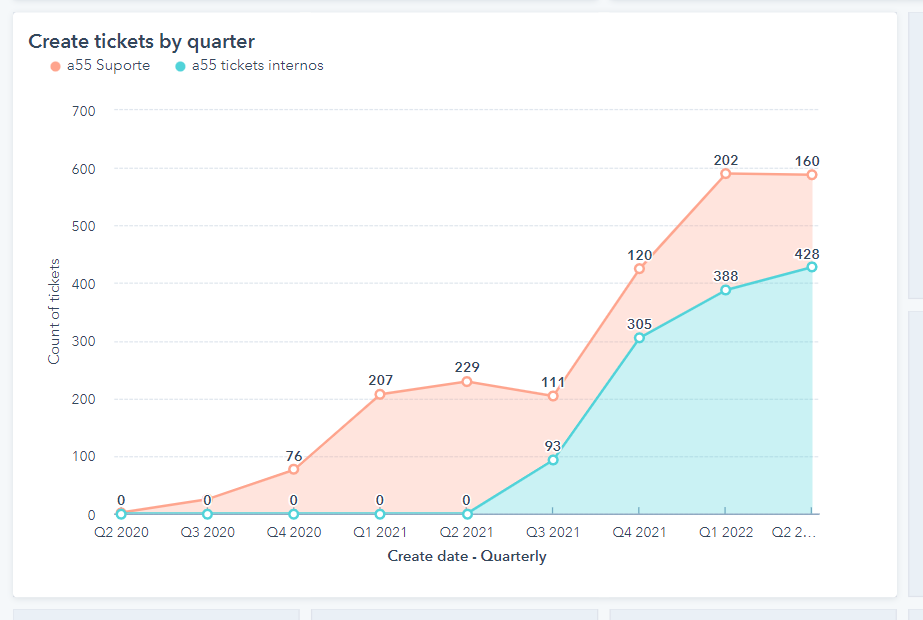 Create tickets by quarter
a55 Suporte a55 tickets internos
700
600
500
400
300
200
100
0
Count of tickets
202 160
428
120 388
305
207 229 111
76 93
0 0 0 0 0
Q2 2020 Q3 2020 Q4 2020 Q1 2021 Q2 2021 Q3 2021 Q4 2021 Q1 2022 Q2 2...
Create date - Quarterly